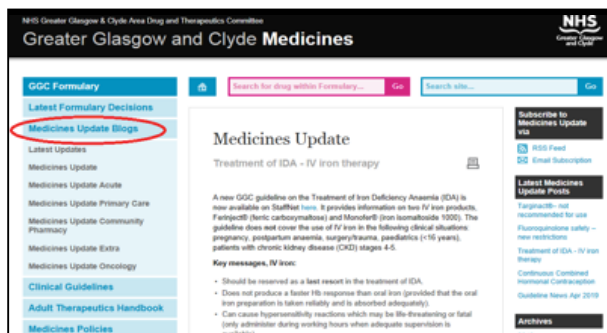 NHS Greater Glasgow & Clyde Area Drug and Therapeutics Committee
Greater Glasgow and Clyde Medicines
NHS
Greater Glasgow
and Clyde
GGC Formulary
Search for drug within Formulary...
Go
Search site...
Go
Latest Formulary Decisions
Medicines Update Blogs
Latest Updates
Medicines Update
Medicines Update Acute
Medicines Update Primary Care
Medicines Update Community
Pharmacy
Medicines Update Extra
Medicines Update Oncology
Clinical Guidelines
Adult Therapeutics Handbook
Medicines Policies
Medicines Update
Treatment of IDA - IV iron therapy
A new GGC guideline on the Treatment of Iron Deficiency Anaemia (IDA) is
now available on StaffNet here. It provides information on two IV iron products,
Ferinject® (ferric carboxymaltose) and Monofer® (iron isomaltoside 1000). The
guideline does not cover the use of IV iron in the following clinical situations:
pregnancy, postpartum anaemia, surgery/trauma, paediatrics (<16 years),
patients with chronic kidney disease (CKD) stages 4-5.
Key messages, IV iron:
- Should be reserved as a last resort in the treatment of IDA.
- Does not produce a faster Hb response than oral iron (provided that the oral
iron preparation is taken reliably and is absorbed adequately).
- Can cause hypersensitivity reactions which may be life-threatening or fatal
(only administer during working hours when adequate supervision is
Subscribe to
Medicines Update
via
RSS Feed
Email Subscription
Latest Medicines
Update Posts
Targinact®- not
recommended for use
Fluoroquinolone safety –
new restrictions
Treatment of IDA - IV iron
therapy
Continuous Combined
Hormonal Contraception
Guideline News Apr 2019
Archives